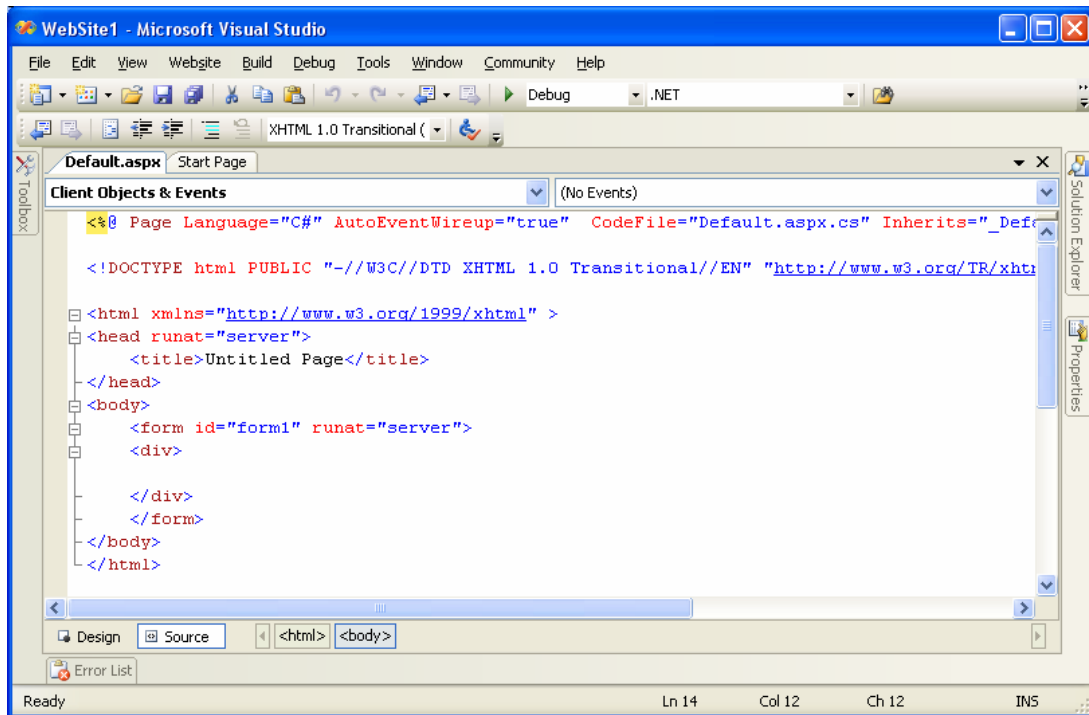 WebSite1 - Microsoft Visual Studio
File Edit View Website Build Debug Tools Window Community Help
Debug .NET
XHTML 1.0 Transitional (
Toolbox
Default.aspx Start Page
Client Objects & Events (No Events)
<%@ Page Language="C#" AutoEventWireup="true"  CodeFile="Default.aspx.cs" Inherits="_Defa
<!DOCTYPE html PUBLIC "-//W3C//DTD XHTML 1.0 Transitional//EN" "http://www.w3.org/TR/xhtm
<html xmlns="http://www.w3.org/1999/xhtml" >
<head runat="server">
    <title>Untitled Page</title>
</head>
<body>
    <form id="form1" runat="server">
    <div>
    </div>
    </form>
</body>
</html>
Solution Explorer
Properties
Design Source <html> <body>
Error List
Ready Ln 14 Col 12 Ch 12 INS